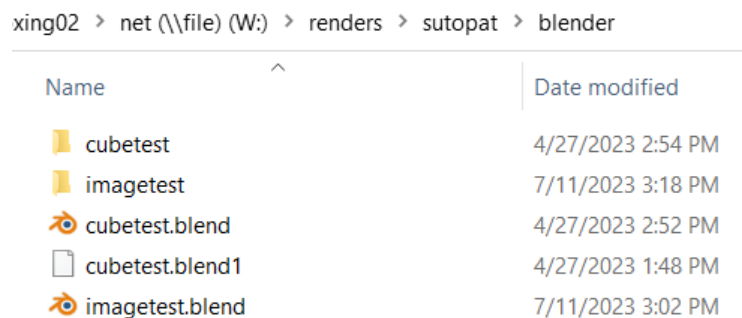 xing02 > net (\\file) (W:) > renders > sutopat > blender
Name Date modified
cubetest 4/27/2023 2:54 PM
imagetest 7/11/2023 3:18 PM
cubetest.blend 4/27/2023 2:52 PM
cubetest.blend1 4/27/2023 1:48 PM
imagetest.blend 7/11/2023 3:02 PM